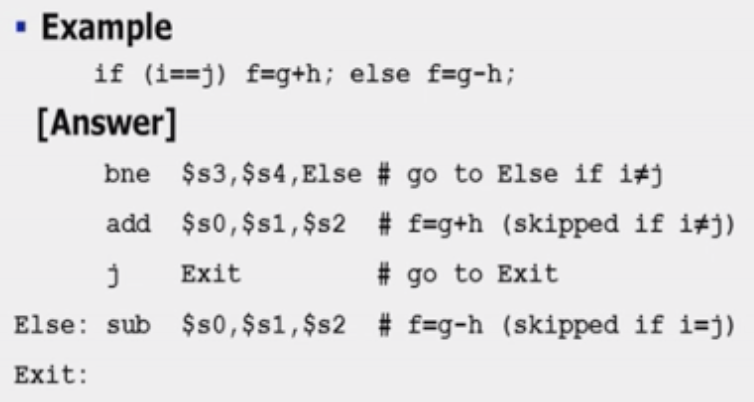 ▪ Example
if (i==j) f=g+h; else f=g-h;
[Answer]
bne $s3,$s4,Else # go to Else if i≠j
add $s0,$s1,$s2 # f=g+h (skipped if i≠j)
j Exit # go to Exit
Else: sub $s0,$s1,$s2 # f=g-h (skipped if i=j)
Exit: